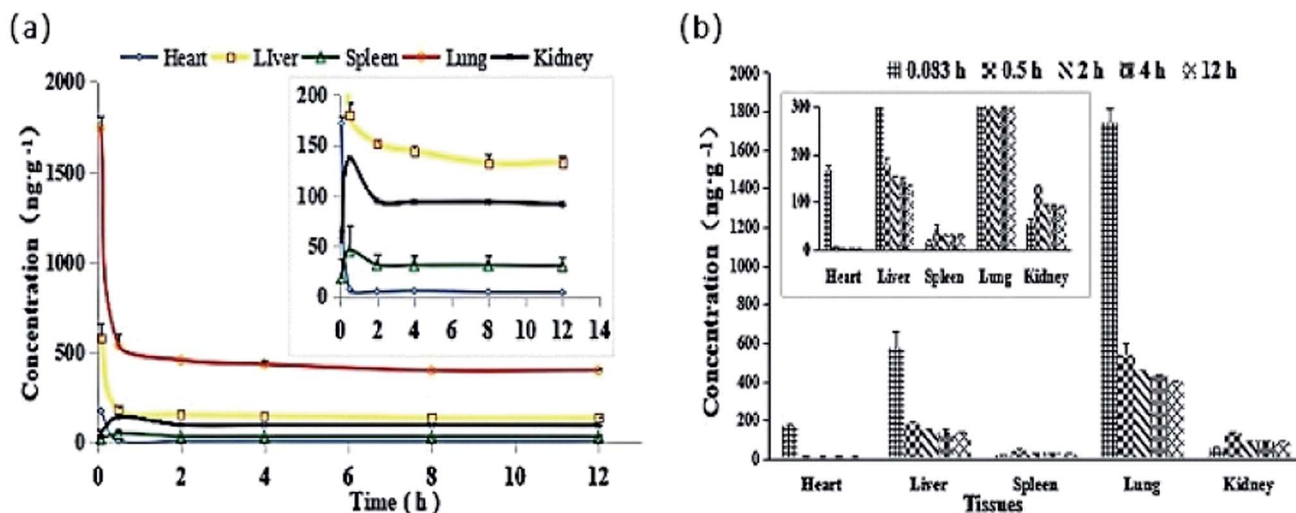 (a)
Heart LIver Spleen Lung Kidney
Concentration (ng·g⁻¹)
2000
1500
1000
500
0
0 2 4 6 8 10 12
Time (h)
200
150
100
50
0
0 2 4 6 8 10 12 14
(b)
0.083 h 0.5 h 2 h 4 h 12 h
Concentration (ng·g⁻¹)
2000
1800
1600
1400
1200
1000
800
600
400
200
0
Heart Liver Spleen Lung Kidney
Tissues
300
200
100
0
Heart Liver Spleen Lung Kidney